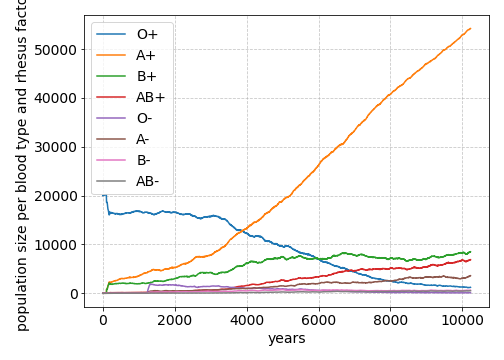 population size per blood type and rhesus facto
50000
40000
30000
20000
10000
0
O+
A+
B+
AB+
O-
A-
B-
AB-
0 2000 4000 6000 8000 10000
years